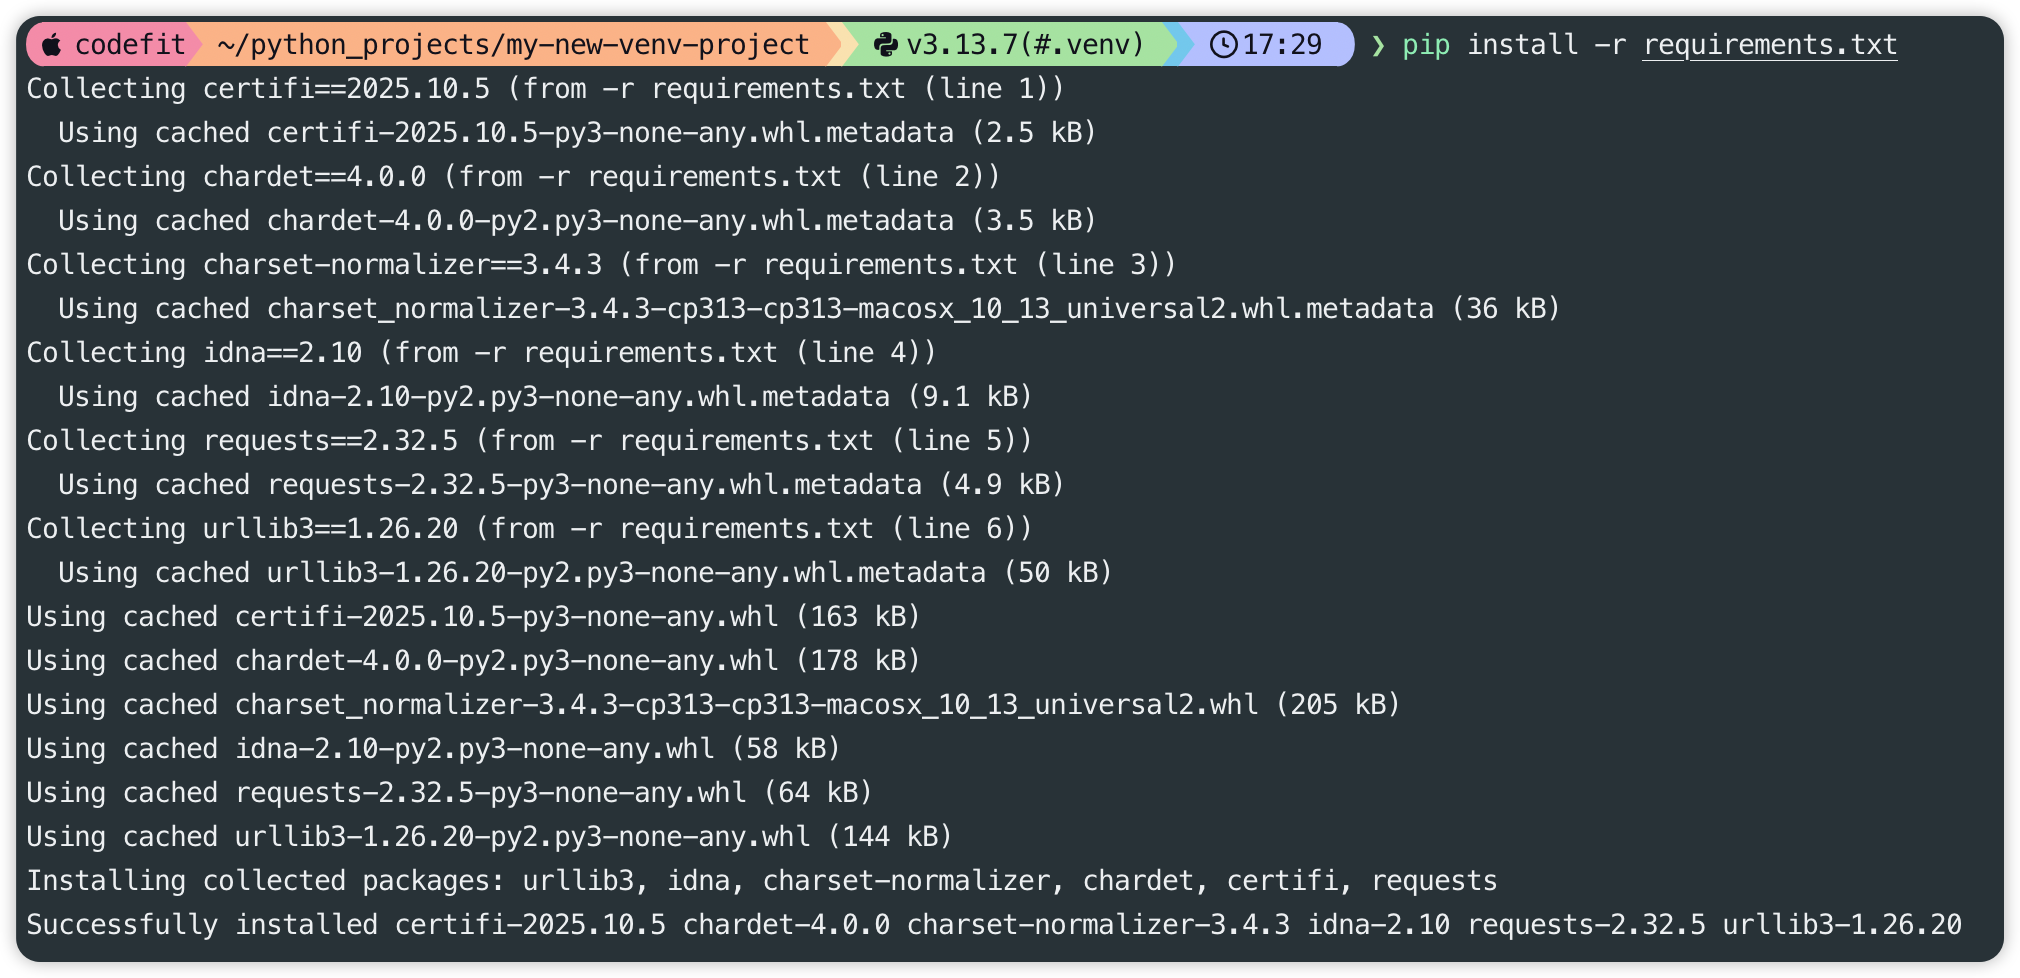 codefit ~/python_projects/my-new-venv-project v3.13.7(#.venv) 17:29 ❯ pip install -r requirements.txt
Collecting certifi==2025.10.5 (from -r requirements.txt (line 1))
  Using cached certifi-2025.10.5-py3-none-any.whl.metadata (2.5 kB)
Collecting chardet==4.0.0 (from -r requirements.txt (line 2))
  Using cached chardet-4.0.0-py2.py3-none-any.whl.metadata (3.5 kB)
Collecting charset-normalizer==3.4.3 (from -r requirements.txt (line 3))
  Using cached charset_normalizer-3.4.3-cp313-cp313-macosx_10_13_universal2.whl.metadata (36 kB)
Collecting idna==2.10 (from -r requirements.txt (line 4))
  Using cached idna-2.10-py2.py3-none-any.whl.metadata (9.1 kB)
Collecting requests==2.32.5 (from -r requirements.txt (line 5))
  Using cached requests-2.32.5-py3-none-any.whl.metadata (4.9 kB)
Collecting urllib3==1.26.20 (from -r requirements.txt (line 6))
  Using cached urllib3-1.26.20-py2.py3-none-any.whl.metadata (50 kB)
Using cached certifi-2025.10.5-py3-none-any.whl (163 kB)
Using cached chardet-4.0.0-py2.py3-none-any.whl (178 kB)
Using cached charset_normalizer-3.4.3-cp313-cp313-macosx_10_13_universal2.whl (205 kB)
Using cached idna-2.10-py2.py3-none-any.whl (58 kB)
Using cached requests-2.32.5-py3-none-any.whl (64 kB)
Using cached urllib3-1.26.20-py2.py3-none-any.whl (144 kB)
Installing collected packages: urllib3, idna, charset-normalizer, chardet, certifi, requests
Successfully installed certifi-2025.10.5 chardet-4.0.0 charset-normalizer-3.4.3 idna-2.10 requests-2.32.5 urllib3-1.26.20